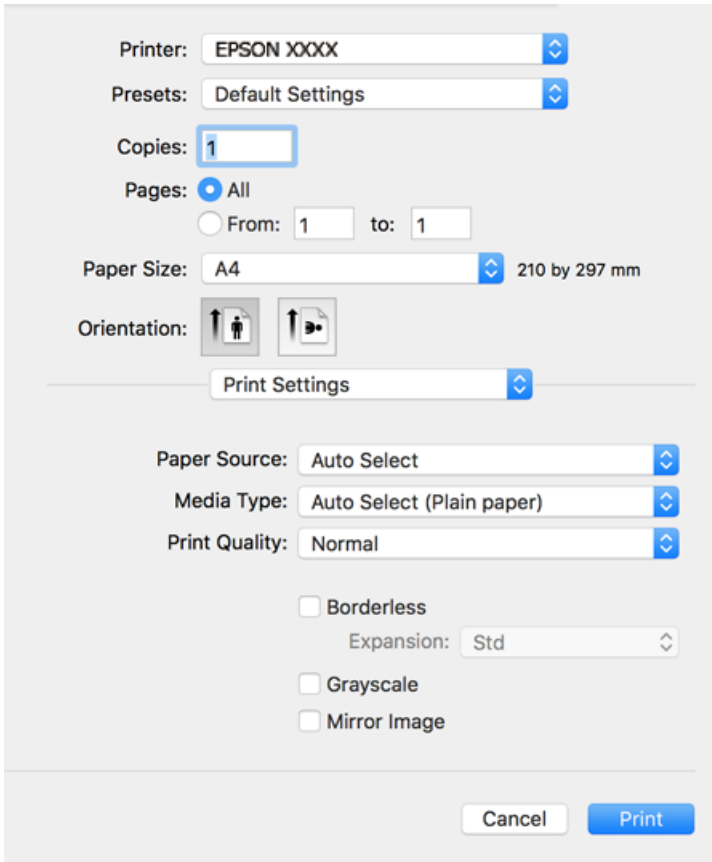 Printer: EPSON XXXX
Presets: Default Settings
Copies: 1
Pages: All
From: 1 to: 1
Paper Size: A4 210 by 297 mm
Orientation:
Print Settings
Paper Source: Auto Select
Media Type: Auto Select (Plain paper)
Print Quality: Normal
Borderless
Expansion: Std
Grayscale
Mirror Image
Cancel Print